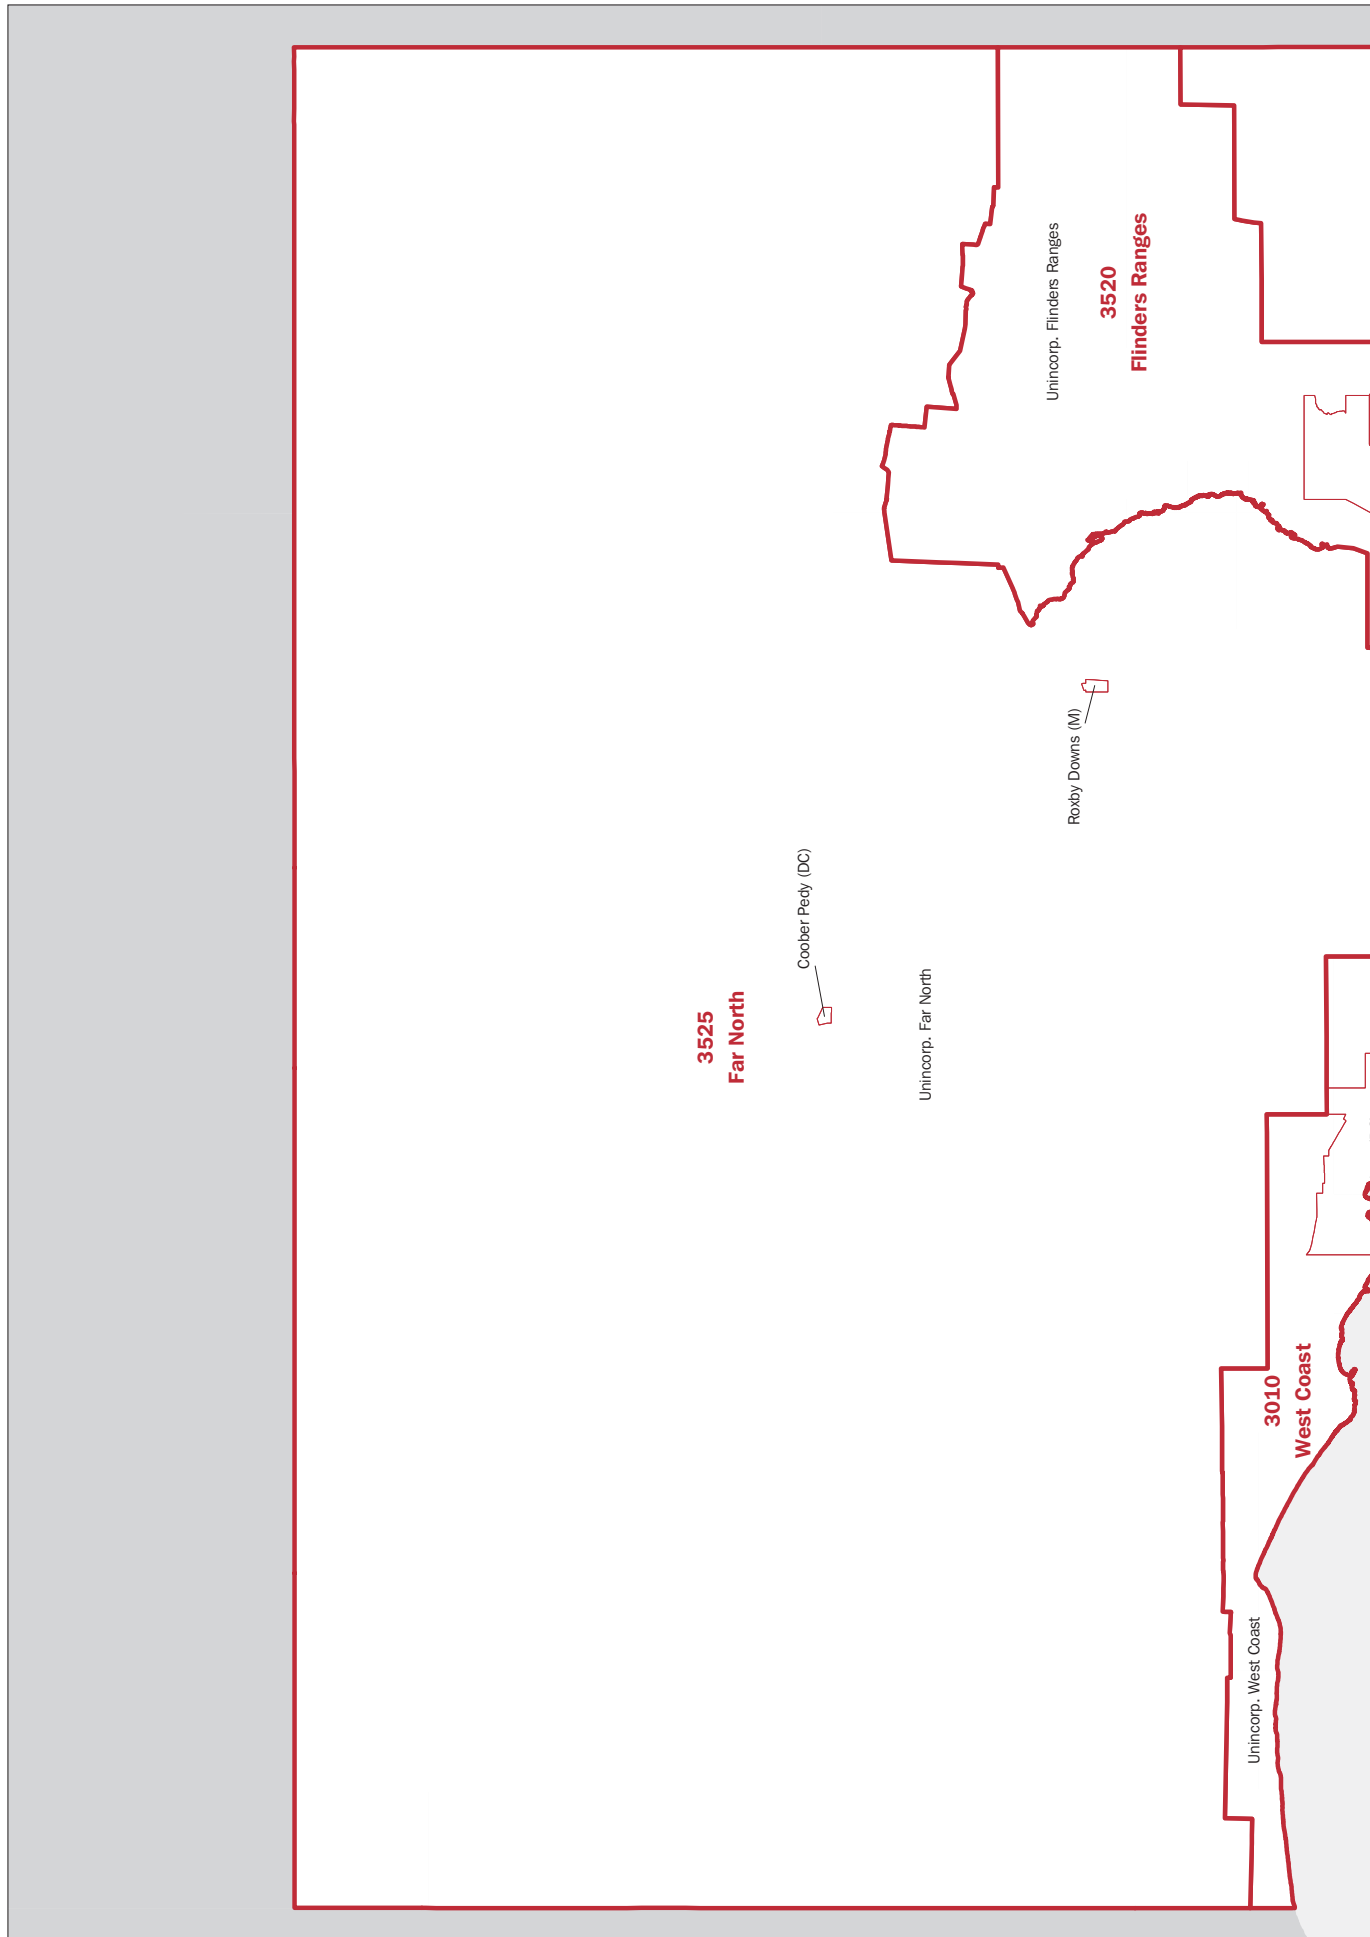 3525
Far North
Coober Pedy (DC)
Unincorp. Far North
Roxby Downs (M)
Unincorp. Flinders Ranges
3520
Flinders Ranges
Unincorp. West Coast
3010
West Coast